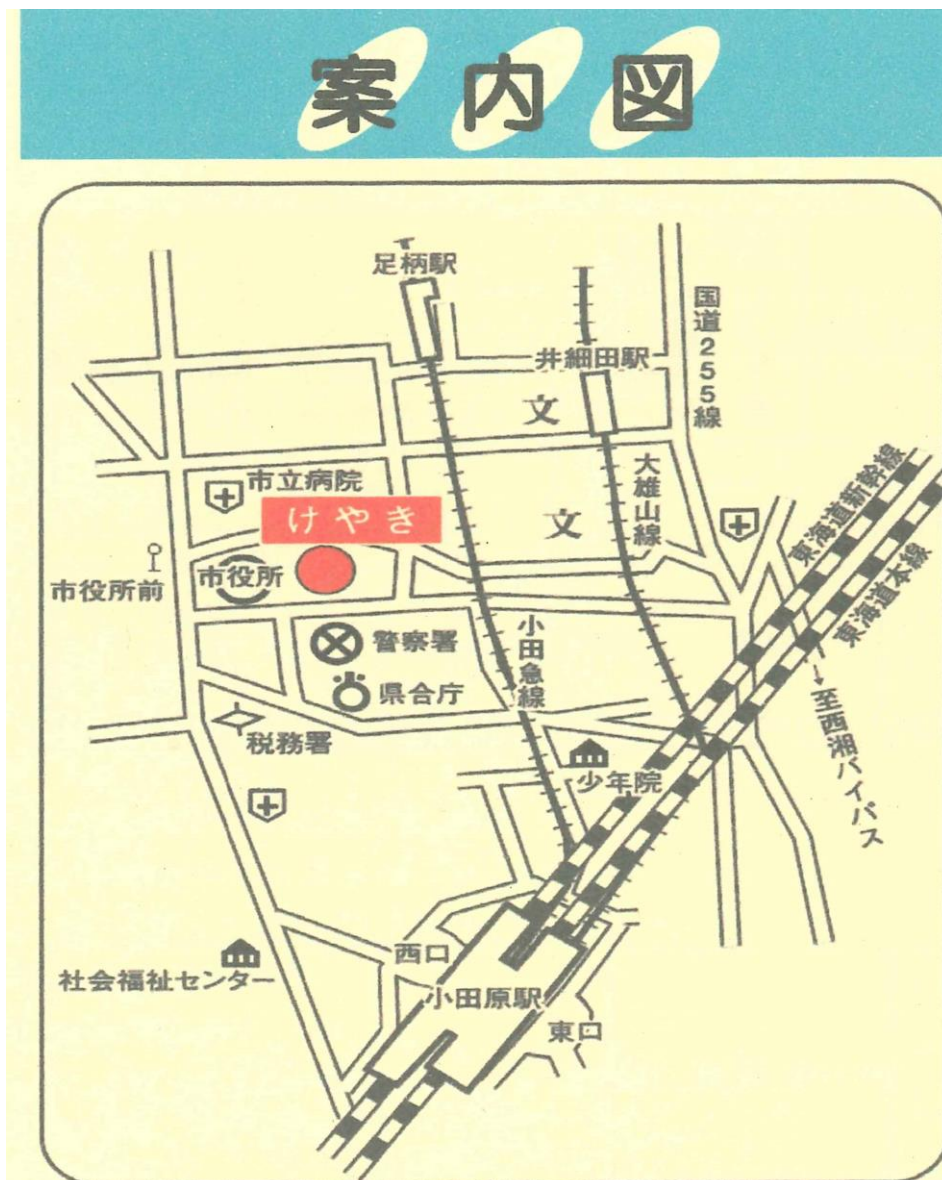 案内図
足柄駅
井細田駅
国道255線
文
大雄山線
東海道新幹線
東海道本線
市立病院
けやき
文
市役所前
市役所
警察署
小田急線
県合庁
税務署
少年院
→至西湘バイパス
西口
社会福祉センター
小田原駅
東口